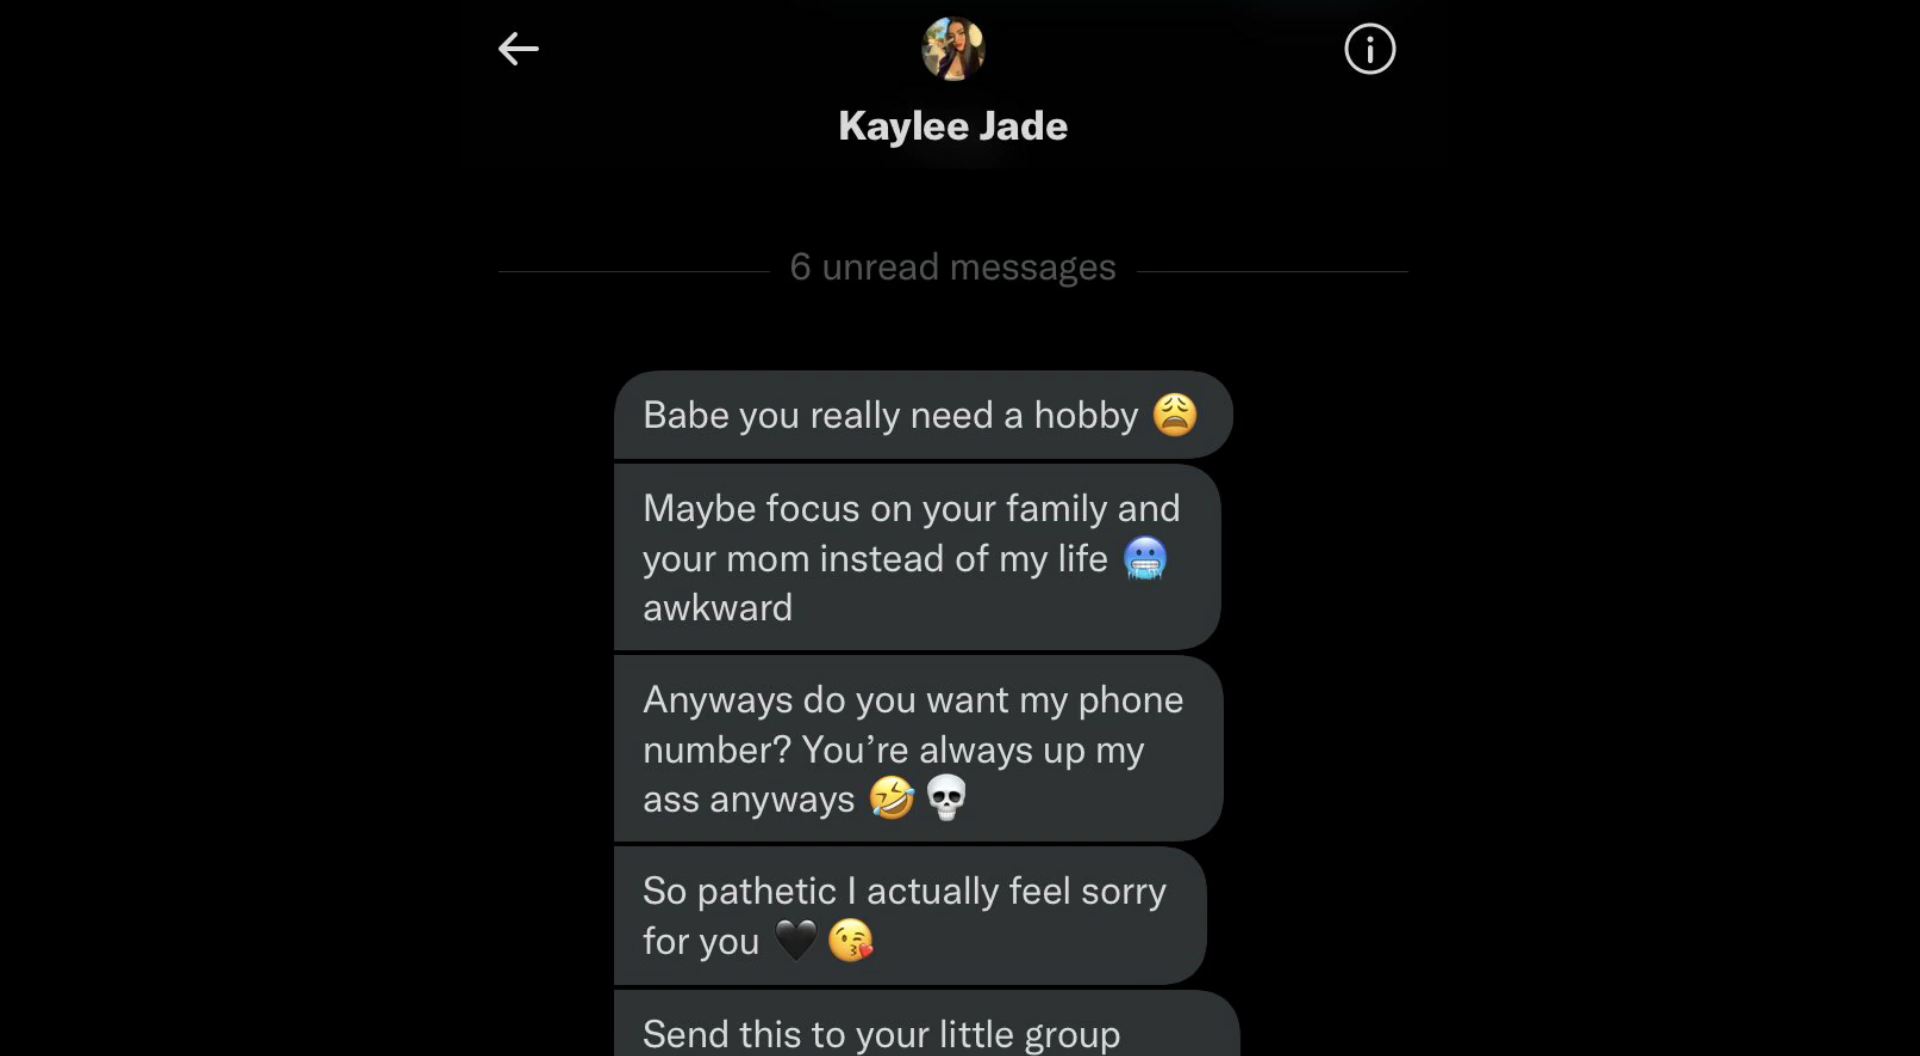 Kaylee Jade
6 unread messages
Babe you really need a hobby 😩
Maybe focus on your family and
your mom instead of my life 🥶
awkward
Anyways do you want my phone
number? You’re always up my
ass anyways 🤣💀
So pathetic I actually feel sorry
for you 🖤😘
Send this to your little group